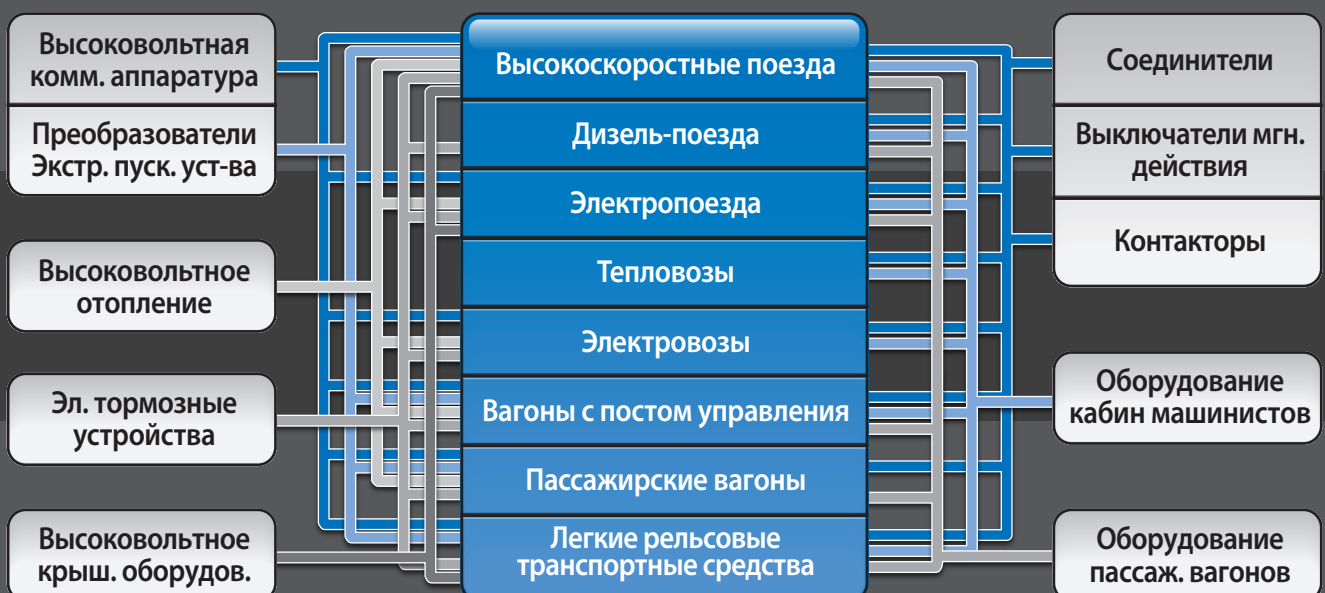 Высоковольтная
комм. аппаратура
Преобразователи
Экстр. пуск. уст-ва
Высоковольтное
отопление
Эл. тормозные
устройства
Высоковольтное
крыш. оборудов.
Высокоскоростные поезда
Дизель-поезда
Электропоезда
Тепловозы
Электровозы
Вагоны с постом управления
Пассажирские вагоны
Легкие рельсовые
транспортные средства
Соединители
Выключатели мгн.
действия
Контакторы
Оборудование
кабин машинистов
Оборудование
пассаж. вагонов